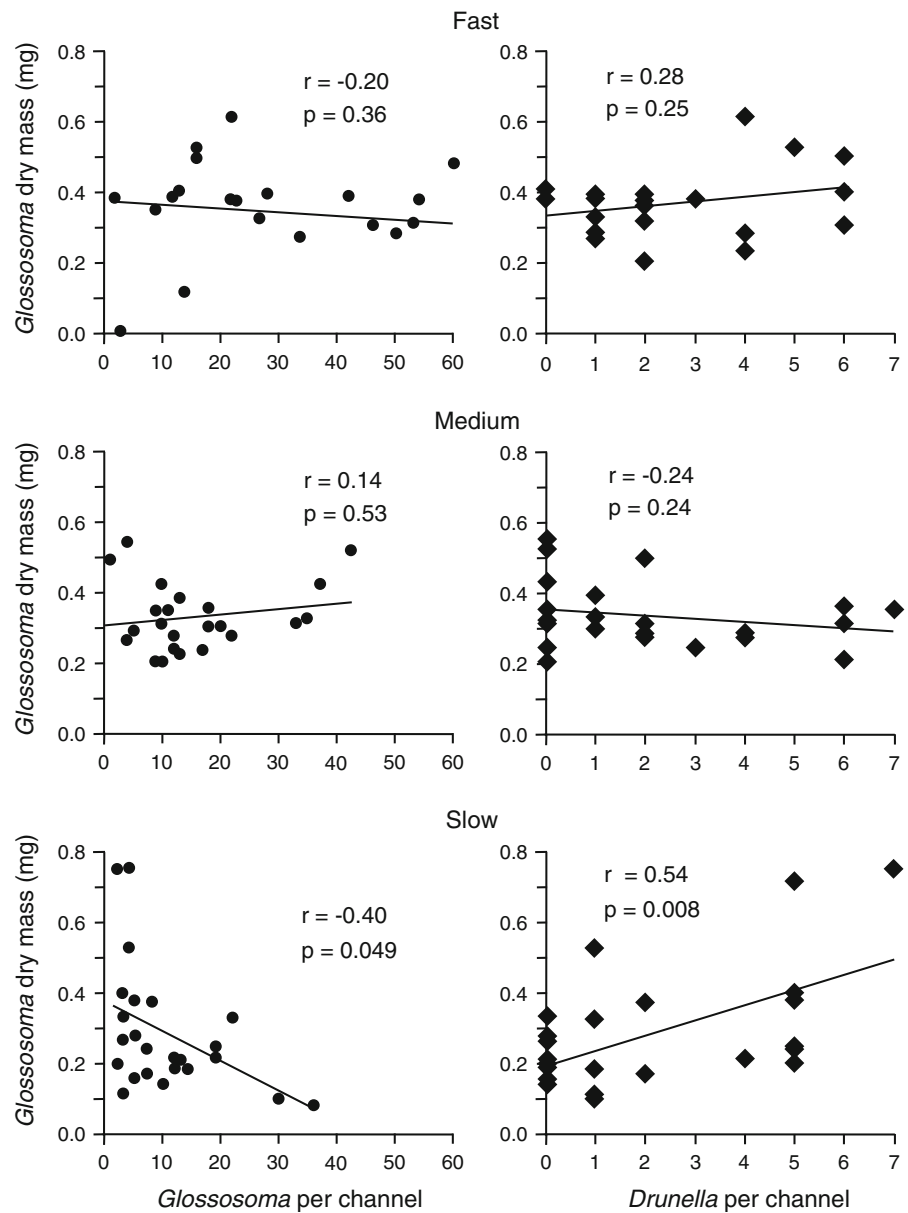 Fast
Glossosoma dry mass (mg)
0.8
0.6
0.4
0.2
0.0
r = -0.20
p = 0.36
0 10 20 30 40 50 60
0.8
0.6
0.4
0.2
0.0
r = 0.28
p = 0.25
0 1 2 3 4 5 6 7
Medium
Glossosoma dry mass (mg)
0.8
0.6
0.4
0.2
0.0
r = 0.14
p = 0.53
0 10 20 30 40 50 60
0.8
0.6
0.4
0.2
0.0
r = -0.24
p = 0.24
0 1 2 3 4 5 6 7
Slow
Glossosoma dry mass (mg)
0.8
0.6
0.4
0.2
0.0
r = -0.40
p = 0.049
0 10 20 30 40 50 60
Glossosoma per channel
0.8
0.6
0.4
0.2
0.0
r = 0.54
p = 0.008
0 1 2 3 4 5 6 7
Drunella per channel